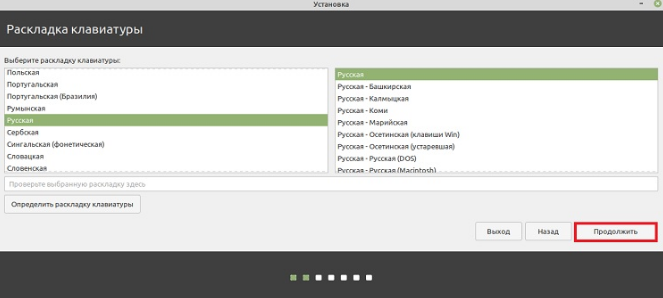 Установка
Раскладка клавиатуры
Выберите раскладку клавиатуры:
Польская
Португальская
Португальская (Бразилия)
Румынская
Русская
Сербская
Сингальская (фонетическая)
Словацкая
Словенская
Русская
Русская - Башкирская
Русская - Калмыцкая
Русская - Коми
Русская - Марийская
Русская - Осетинская (клавиши Win)
Русская - Осетинская (устаревшая)
Русская - Русская (DOS)
Русская - Русская (Macintosh)
Проверьте выбранную раскладку здесь
Определить раскладку клавиатуры
Выход
Назад
Продолжить